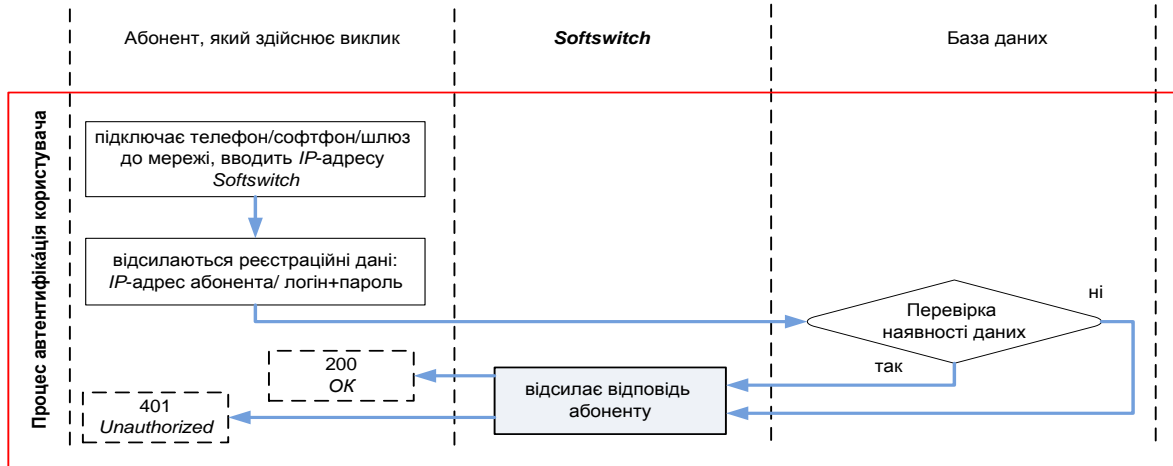 Абонент, який здійснює виклик
Softswitch
База даних
Процес автентифіка́ція користувача
підключає телефон/софтфон/шлюз
до мережі, вводить IP-адресу
Softswitch
відсилаються реєстраційні дані:
IP-адрес абонента/ логін+пароль
Перевірка
наявності даних
ні
так
200
OK
відсилає відповідь
абоненту
401
Unauthorized